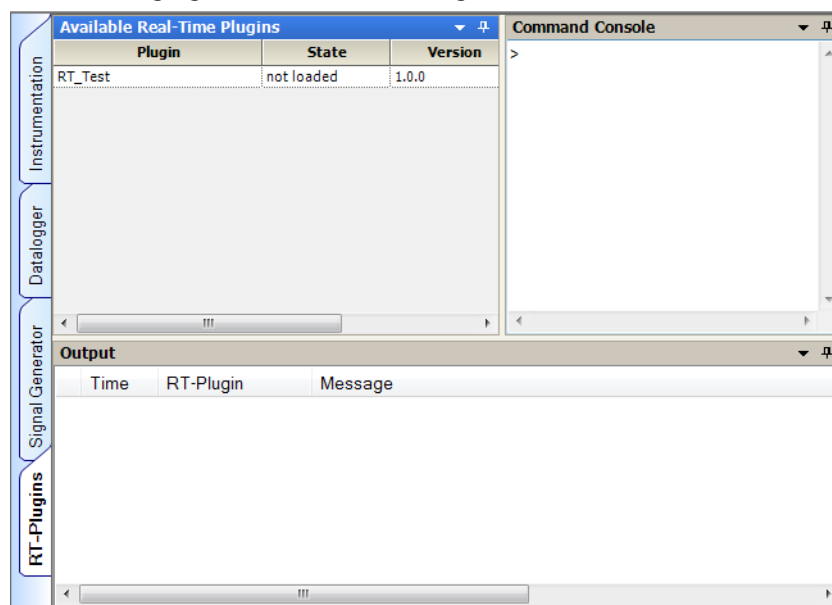 Available Real-Time Plugins
Plugin State Version
RT_Test not loaded 1.0.0
Command Console
>
Output
Time RT-Plugin Message
Instrumentation
Datalogger
Signal Generator
RT-Plugins